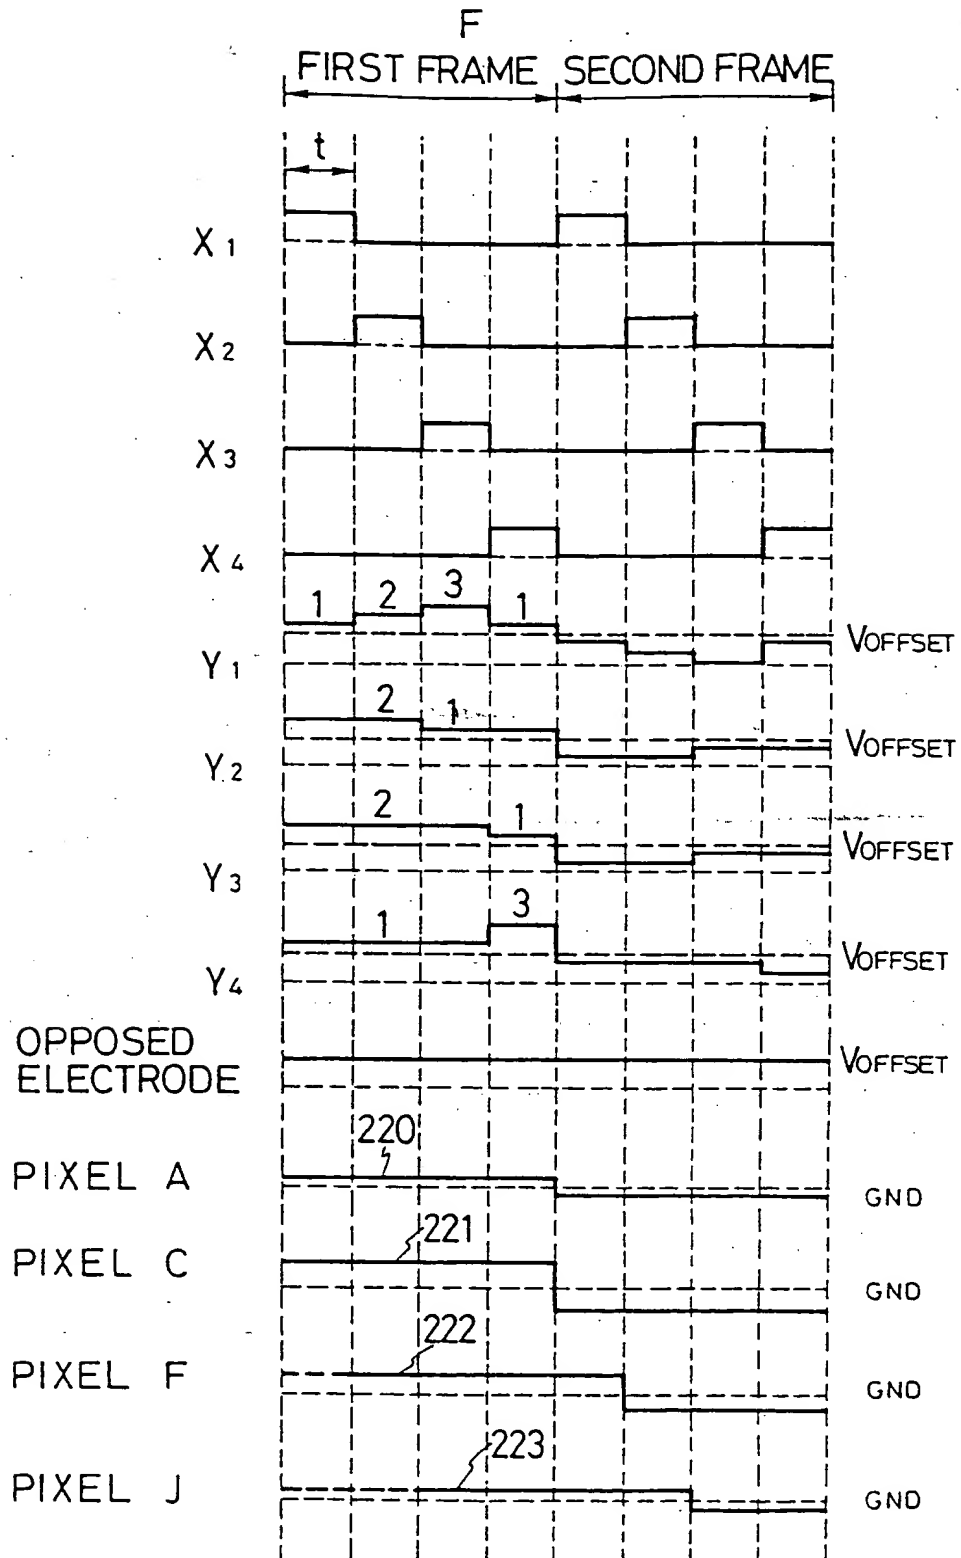 F
FIRST FRAME SECOND FRAME
t
X1
X2
X3
X4
1 2 3 1
Y1 VOFFSET
2 1
Y2 VOFFSET
2 1
Y3 VOFFSET
1 3
Y4 VOFFSET
OPPOSED
ELECTRODE VOFFSET
220
PIXEL A GND
221
PIXEL C GND
222
PIXEL F GND
223
PIXEL J GND